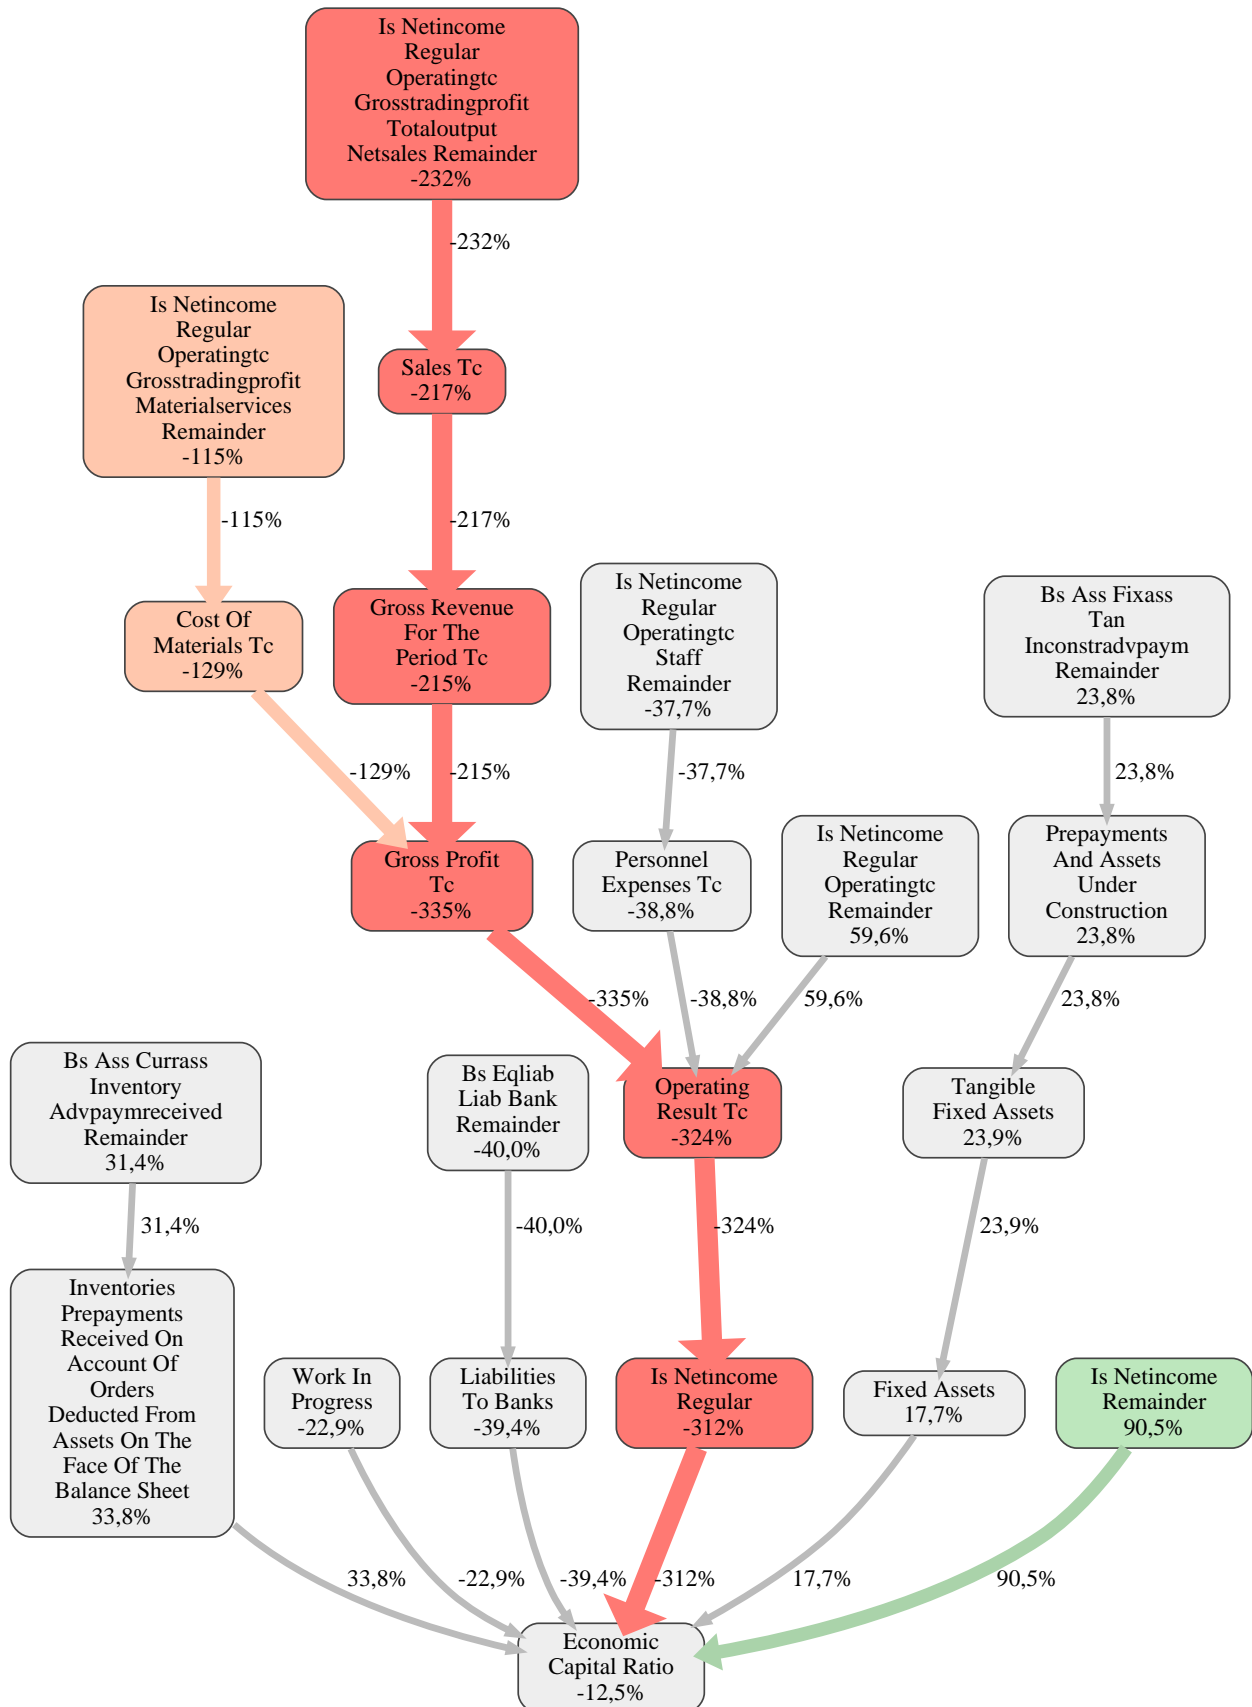 Is Netincome
Regular
Operatingtc
Grosstradingprofit
Totaloutput
Netsales Remainder
-232%
-232%
Is Netincome
Regular
Operatingtc
Grosstradingprofit
Materialservices
Remainder
-115%
Sales Tc
-217%
-115%
-217%
Cost Of
Materials Tc
-129%
Gross Revenue
For The
Period Tc
-215%
Is Netincome
Regular
Operatingtc
Staff
Remainder
-37,7%
Bs Ass Fixass
Tan
Inconstradvpaym
Remainder
23,8%
-129%
-215%
-37,7%
23,8%
Gross Profit
Tc
-335%
Personnel
Expenses Tc
-38,8%
Is Netincome
Regular
Operatingtc
Remainder
59,6%
Prepayments
And Assets
Under
Construction
23,8%
-335%
-38,8%
59,6%
23,8%
Bs Ass Currass
Inventory
Advpaymreceived
Remainder
31,4%
Bs Eqliab
Liab Bank
Remainder
-40,0%
Operating
Result Tc
-324%
Tangible
Fixed Assets
23,9%
31,4%
-40,0%
-324%
23,9%
Inventories
Prepayments
Received On
Account Of
Orders
Deducted From
Assets On The
Face Of The
Balance Sheet
33,8%
Work In
Progress
-22,9%
Liabilities
To Banks
-39,4%
Is Netincome
Regular
-312%
Fixed Assets
17,7%
Is Netincome
Remainder
90,5%
33,8%
-22,9%
-39,4%
-312%
17,7%
90,5%
Economic
Capital Ratio
-12,5%